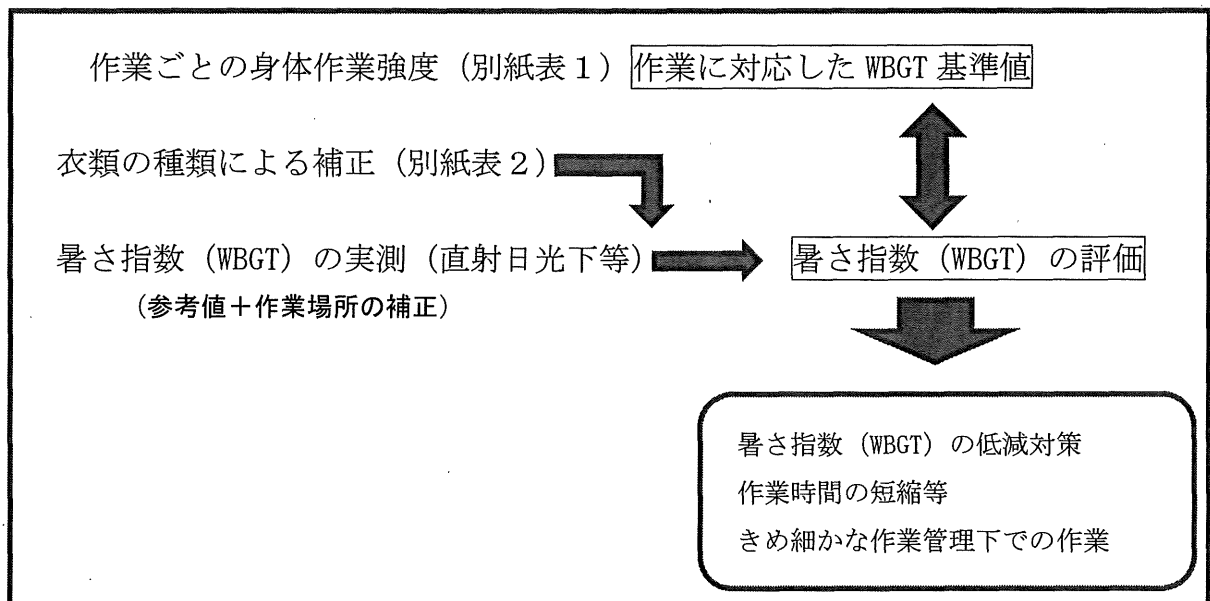 作業ごとの身体作業強度（別紙表１）作業に対応した WBGT 基準値
衣類の種類による補正（別紙表２）
暑さ指数（WBGT）の実測（直射日光下等） 暑さ指数（WBGT）の評価
（参考値＋作業場所の補正）
暑さ指数（WBGT）の低減対策
作業時間の短縮等
きめ細かな作業管理下での作業